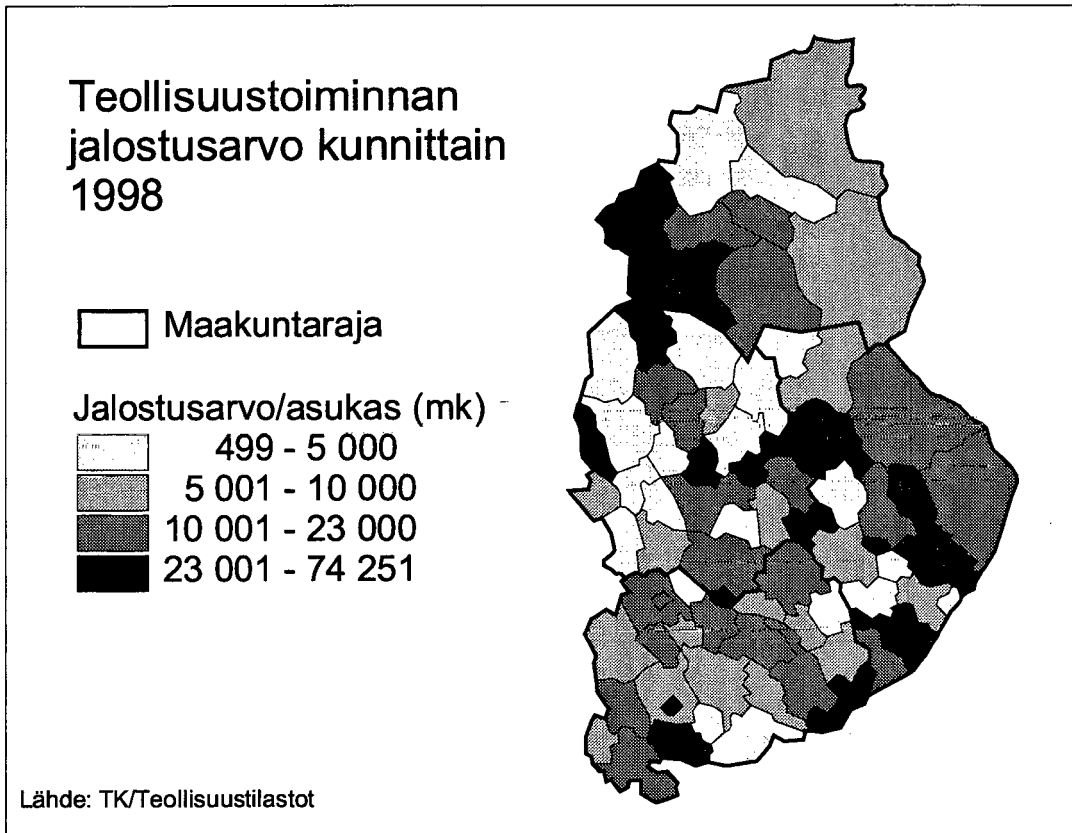 Teollisuustoiminnan
jalostusarvo kunnittain
1998
Maakuntaraja
Jalostusarvo/asukas (mk)
499 - 5 000
5 001 - 10 000
10 001 - 23 000
23 001 - 74 251
Lähde: TK/Teollisuustilastot